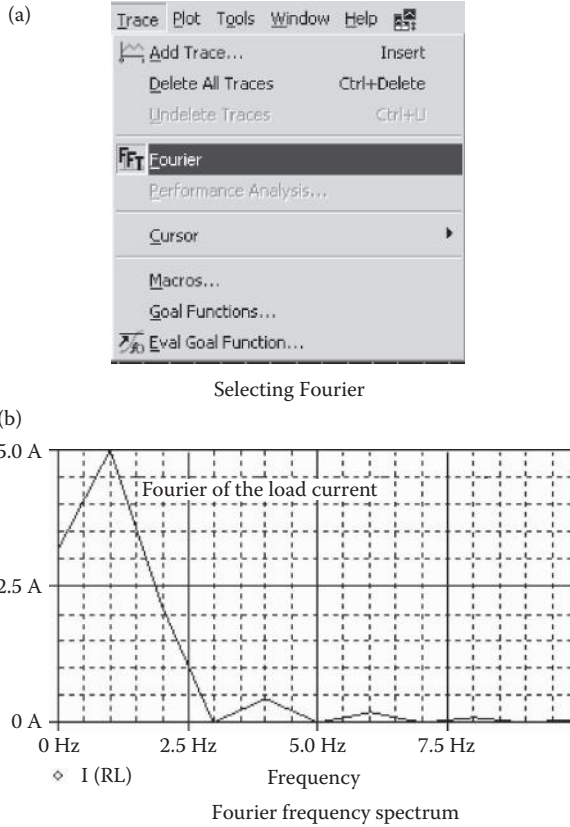 (a)
Trace Plot Tools Window Help
Add Trace... Insert
Delete All Traces Ctrl+Delete
Undelete Traces Ctrl+U
FFT Fourier
Performance Analysis...
Cursor
Macros...
Goal Functions...
Eval Goal Function...
Selecting Fourier
(b)
5.0 A
Fourier of the load current
2.5 A
0 A
0 Hz 2.5 Hz 5.0 Hz 7.5 Hz
I (RL) Frequency
Fourier frequency spectrum